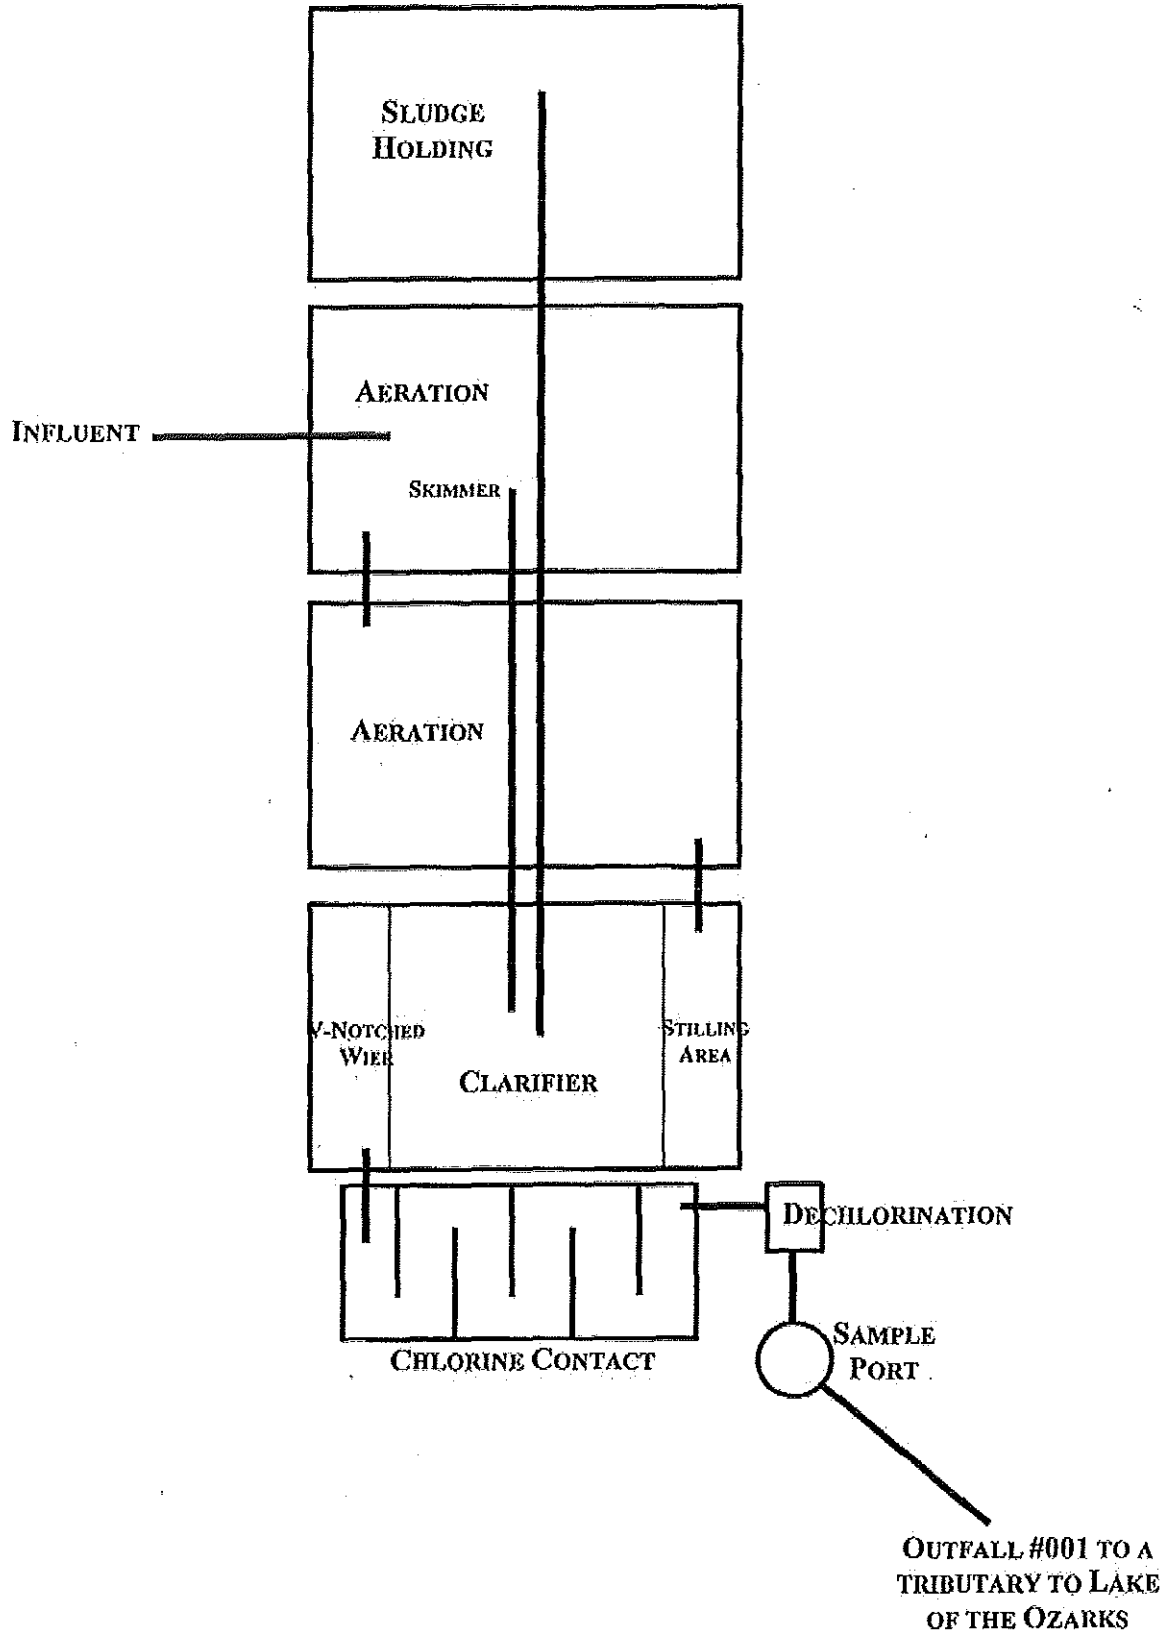 SLUDGE
HOLDING
AERATION
INFLUENT
SKIMMER
AERATION
V-NOTCHED
WIER
STILLING
AREA
CLARIFIER
DECHLORINATION
CHLORINE CONTACT
SAMPLE
PORT
OUTFALL #001 TO A
TRIBUTARY TO LAKE
OF THE OZARKS